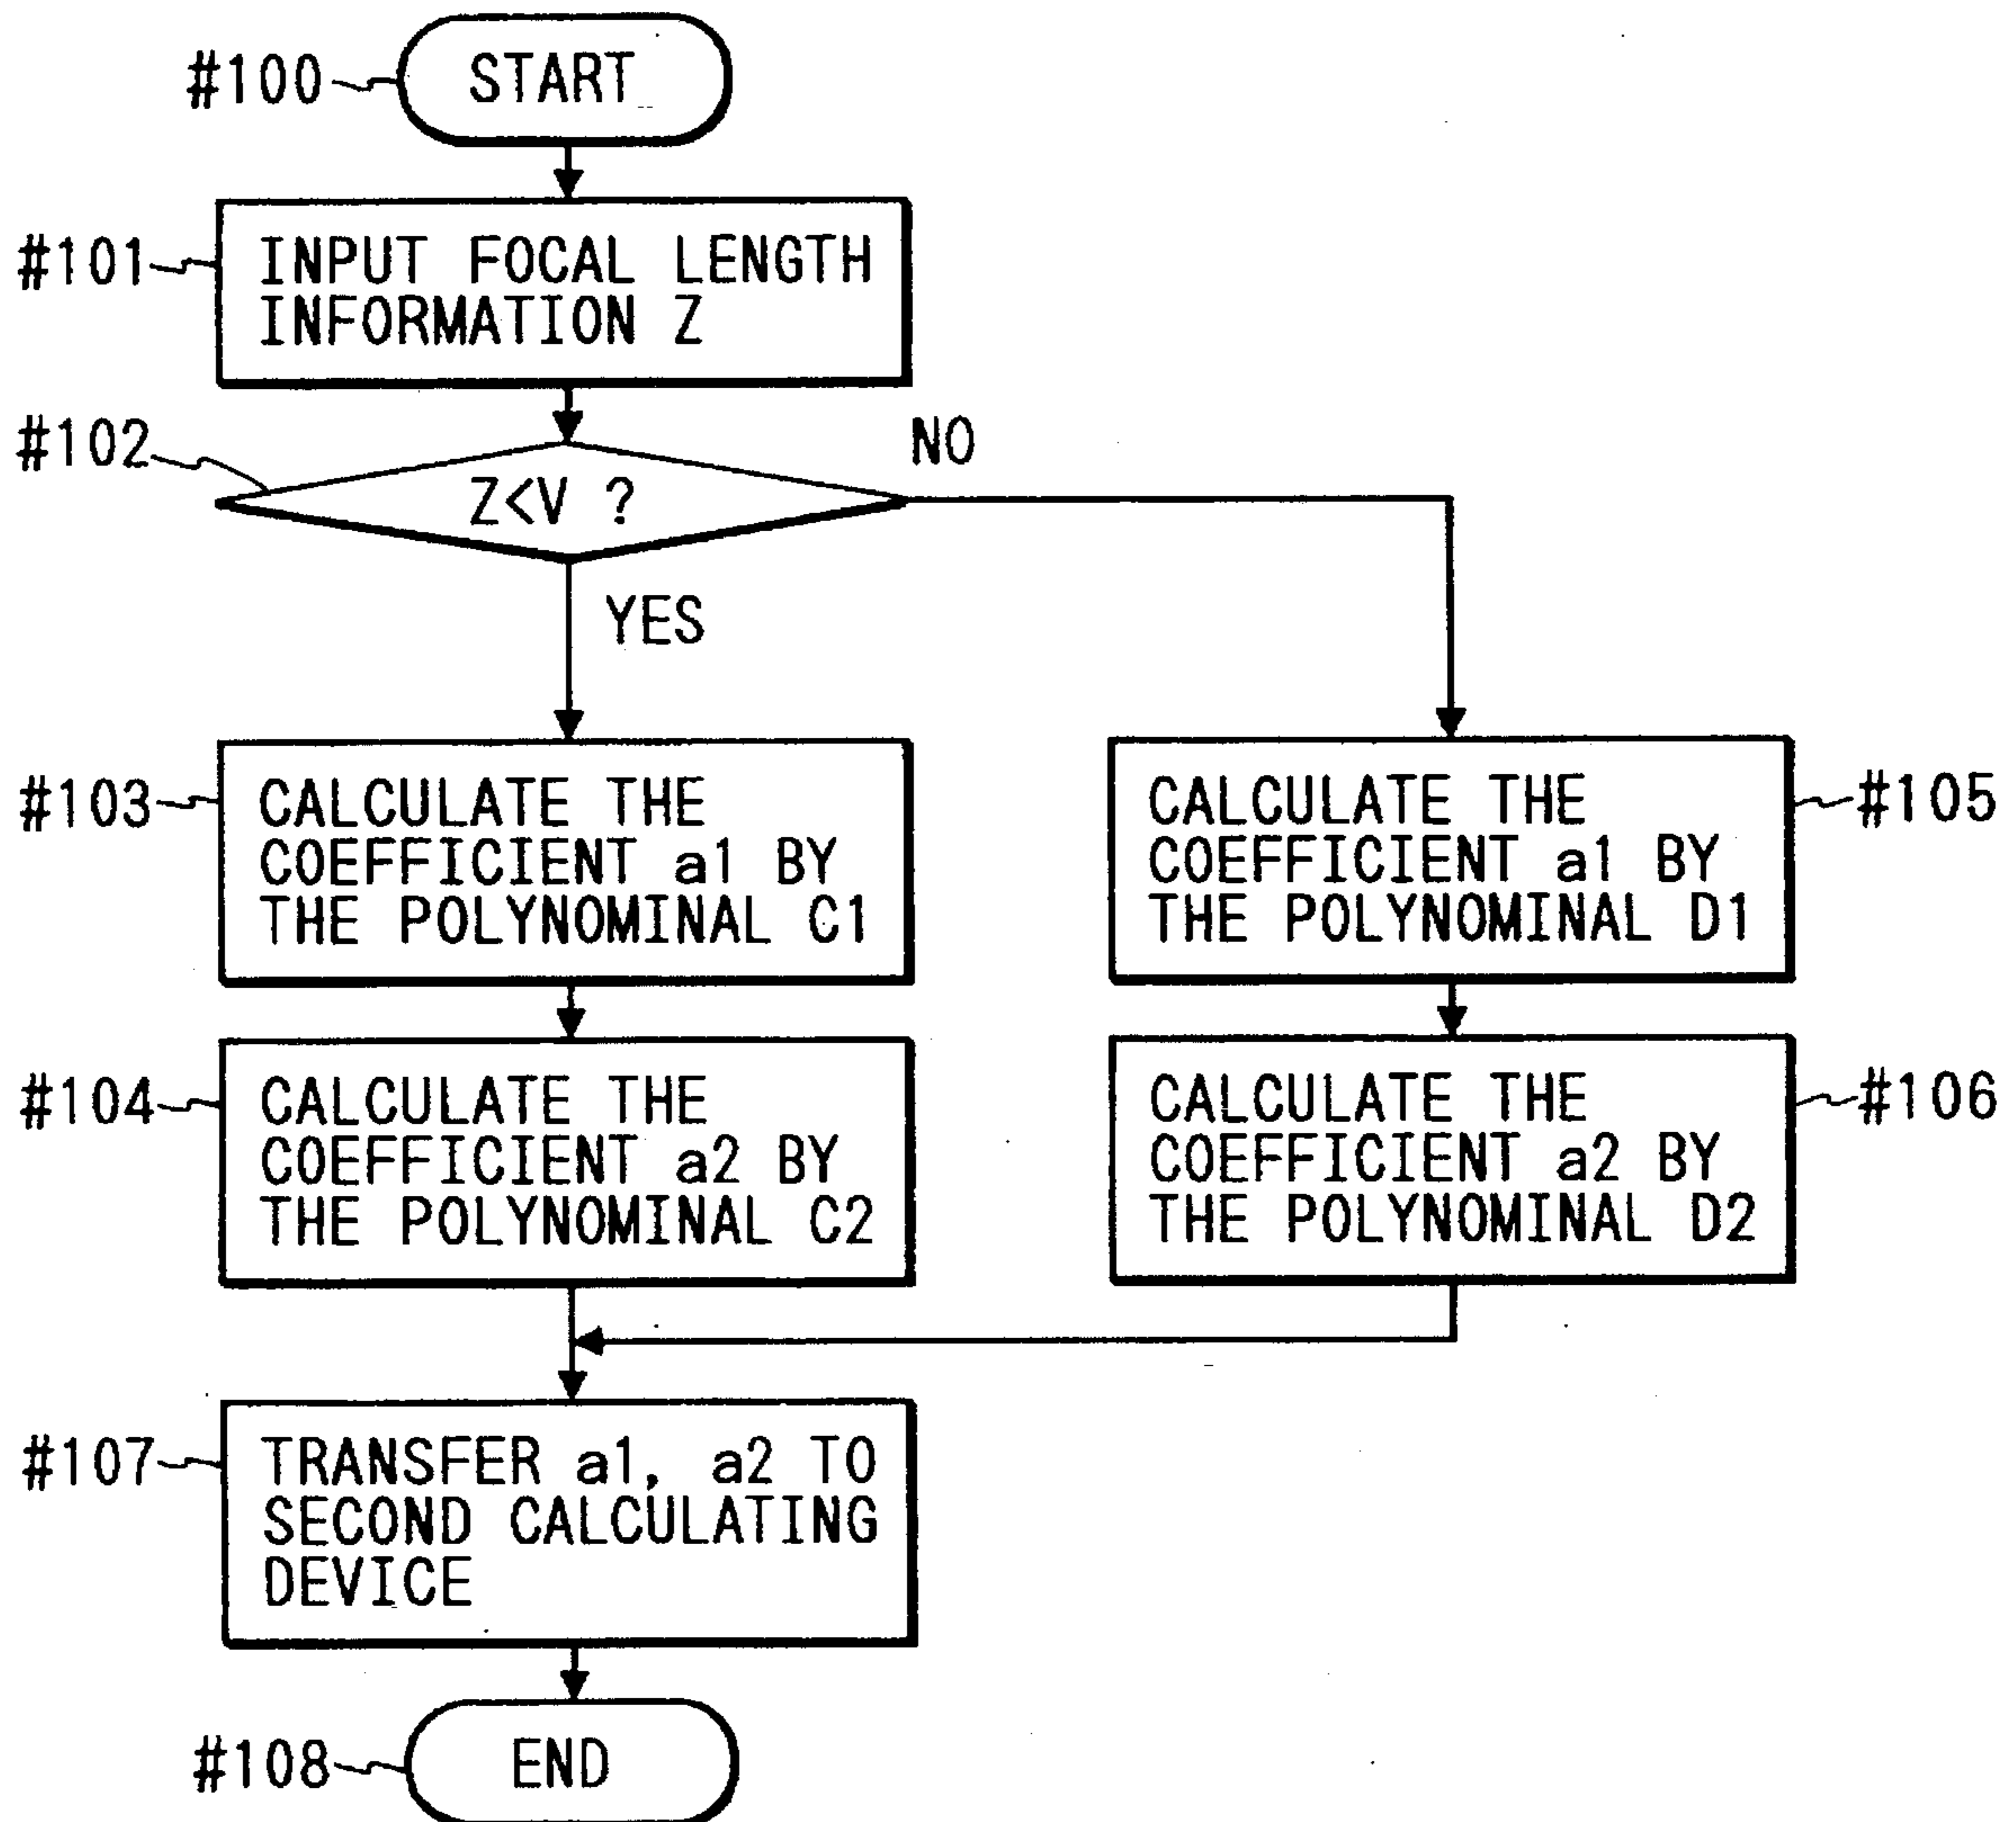 #100
START
#101
INPUT FOCAL LENGTH
INFORMATION Z
#102
Z<V ?
NO
YES
#103
CALCULATE THE
COEFFICIENT a1 BY
THE POLYNOMINAL C1
#105
CALCULATE THE
COEFFICIENT a1 BY
THE POLYNOMINAL D1
#104
CALCULATE THE
COEFFICIENT a2 BY
THE POLYNOMINAL C2
#106
CALCULATE THE
COEFFICIENT a2 BY
THE POLYNOMINAL D2
#107
TRANSFER a1, a2 TO
SECOND CALCULATING
DEVICE
#108
END